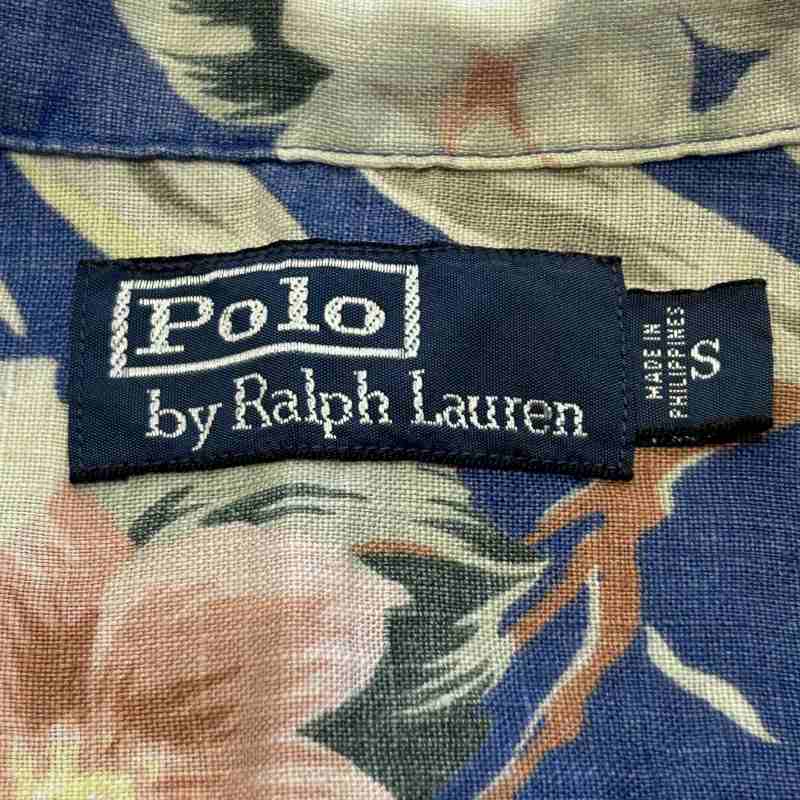 Polo
by Ralph Lauren
MADE IN
PHILIPPINES
S